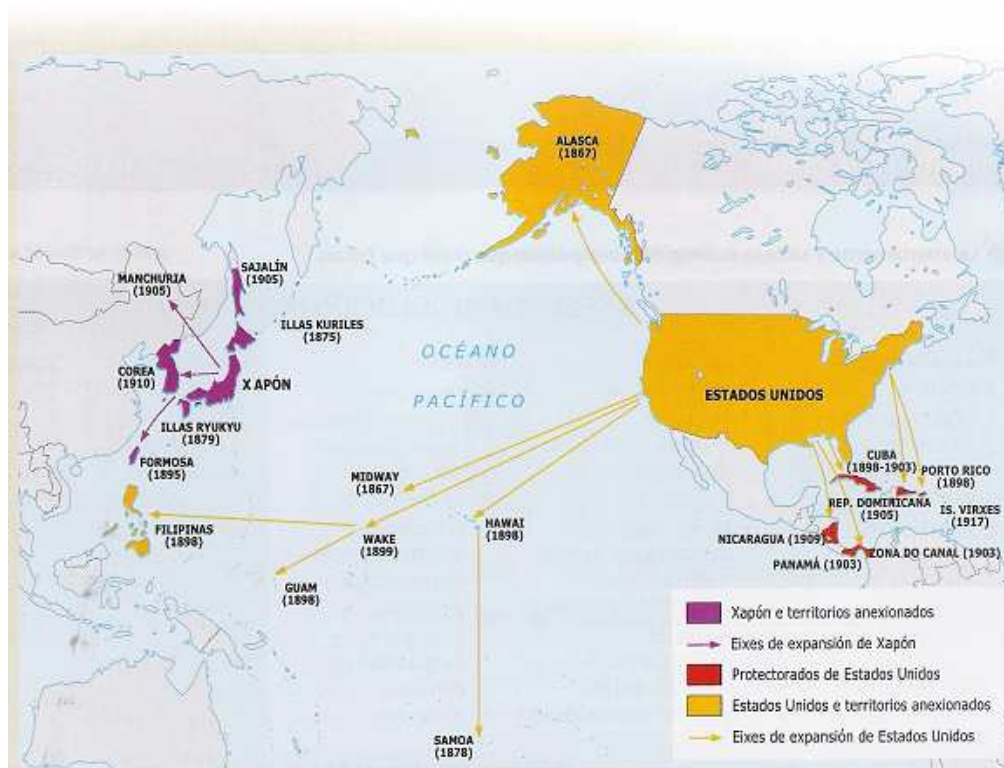 ALASCA
(1867)
MANCHURIA
(1905)
SAJALÍN
(1905)
ILLAS KURILES
(1875)
OCÉANO
PACÍFICO
COREA
(1910)
X APÓN
ESTADOS UNIDOS
ILLAS RYUKYU
(1879)
FORMOSA
(1895)
CUBA
(1898-1903)
PORTO RICO
(1898)
MIDWAY
(1867)
REP. DOMINICANA
(1905)
IS. VIRXES
(1917)
FILIPINAS
(1898)
WAKE
(1899)
HAWAI
(1898)
NICARAGUA (1909)
ZONA DO CANAL (1903)
PANAMÁ (1903)
GUAM
(1898)
SAMOA
(1878)
Xapón e territorios anexionados
Eixes de expansión de Xapón
Protectorados de Estados Unidos
Estados Unidos e territorios anexionados
Eixes de expansión de Estados Unidos